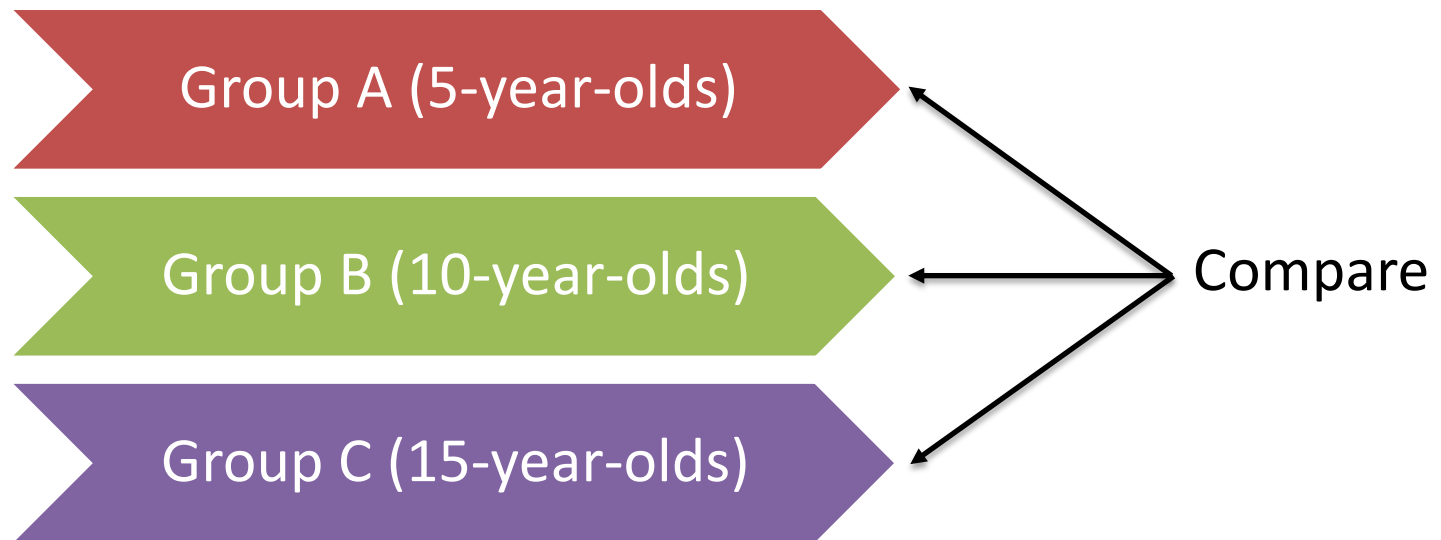 Group A (5-year-olds)
Group B (10-year-olds)
Compare
Group C (15-year-olds)